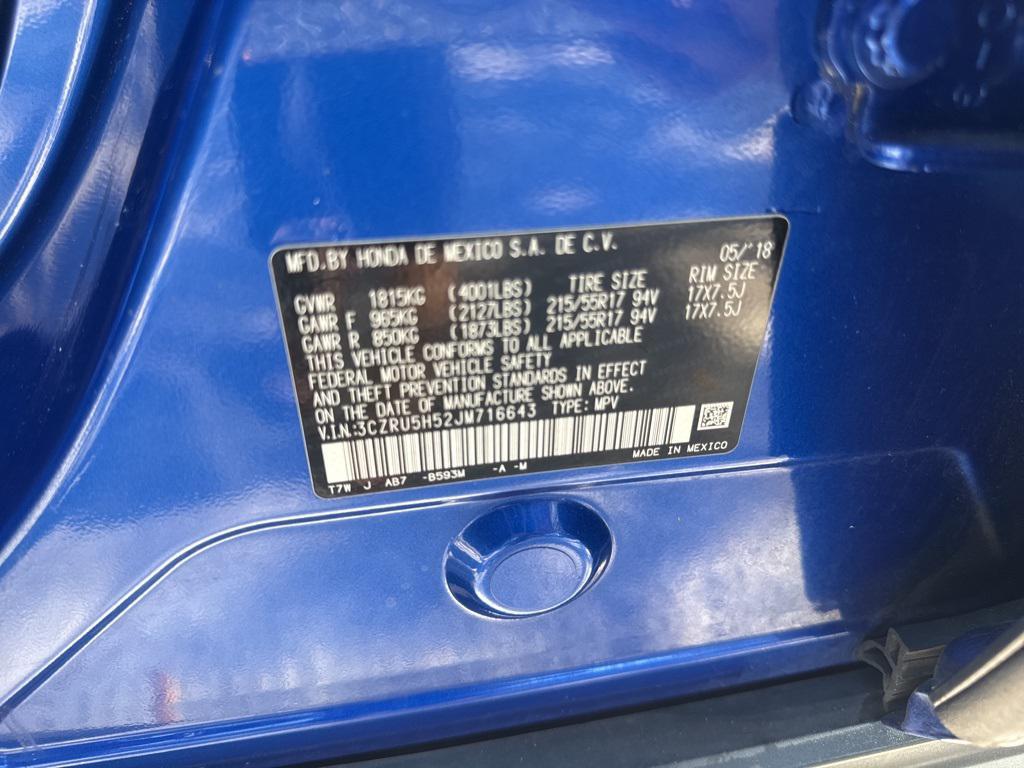 MFD.BY HONDA DE MEXICO S.A. DE C.V. 05/'18
TIRE SIZE RIM SIZE
GVWR 1815KG (4001LBS)
GAWR F 965KG (2127LBS) 215/55R17 94V 17X7.5J
GAWR R 850KG (1873LBS) 215/55R17 94V 17X7.5J
THIS VEHICLE CONFORMS TO ALL APPLICABLE
FEDERAL MOTOR VEHICLE SAFETY
AND THEFT PREVENTION STANDARDS IN EFFECT
ON THE DATE OF MANUFACTURE SHOWN ABOVE.
V.I.N:3CZRU5H52JM716643 TYPE: MPV
MADE IN MEXICO
T7W J AB7 -B593M -A -M